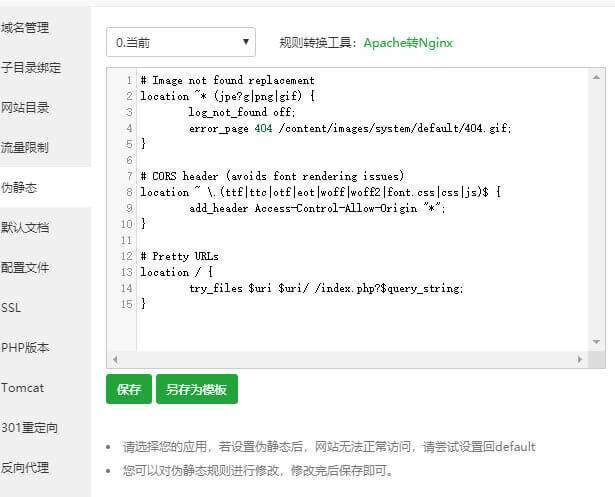 域名管理
子目录绑定
网站目录
流量限制
伪静态
默认文档
配置文件
SSL
PHP版本
Tomcat
301重定向
反向代理
0.当前
规则转换工具：Apache转Nginx
1 # Image not found replacement
2 location ~* (jpe?g|png|gif) {
3 log_not_found off;
4 error_page 404 /content/images/system/default/404.gif;
5 }
6
7 # CORS header (avoids font rendering issues)
8 location ~ \.(ttf|ttc|otf|eot|woff|woff2|font.css|css|js)$ {
9 add_header Access-Control-Allow-Origin "*";
10 }
11
12 # Pretty URLs
13 location / {
14 try_files $uri $uri/ /index.php?$query_string;
15 }
保存 另存为模板
请选择您的应用，若设置伪静态后，网站无法正常访问，请尝试设置回default
您可以对伪静态规则进行修改，修改完后保存即可。